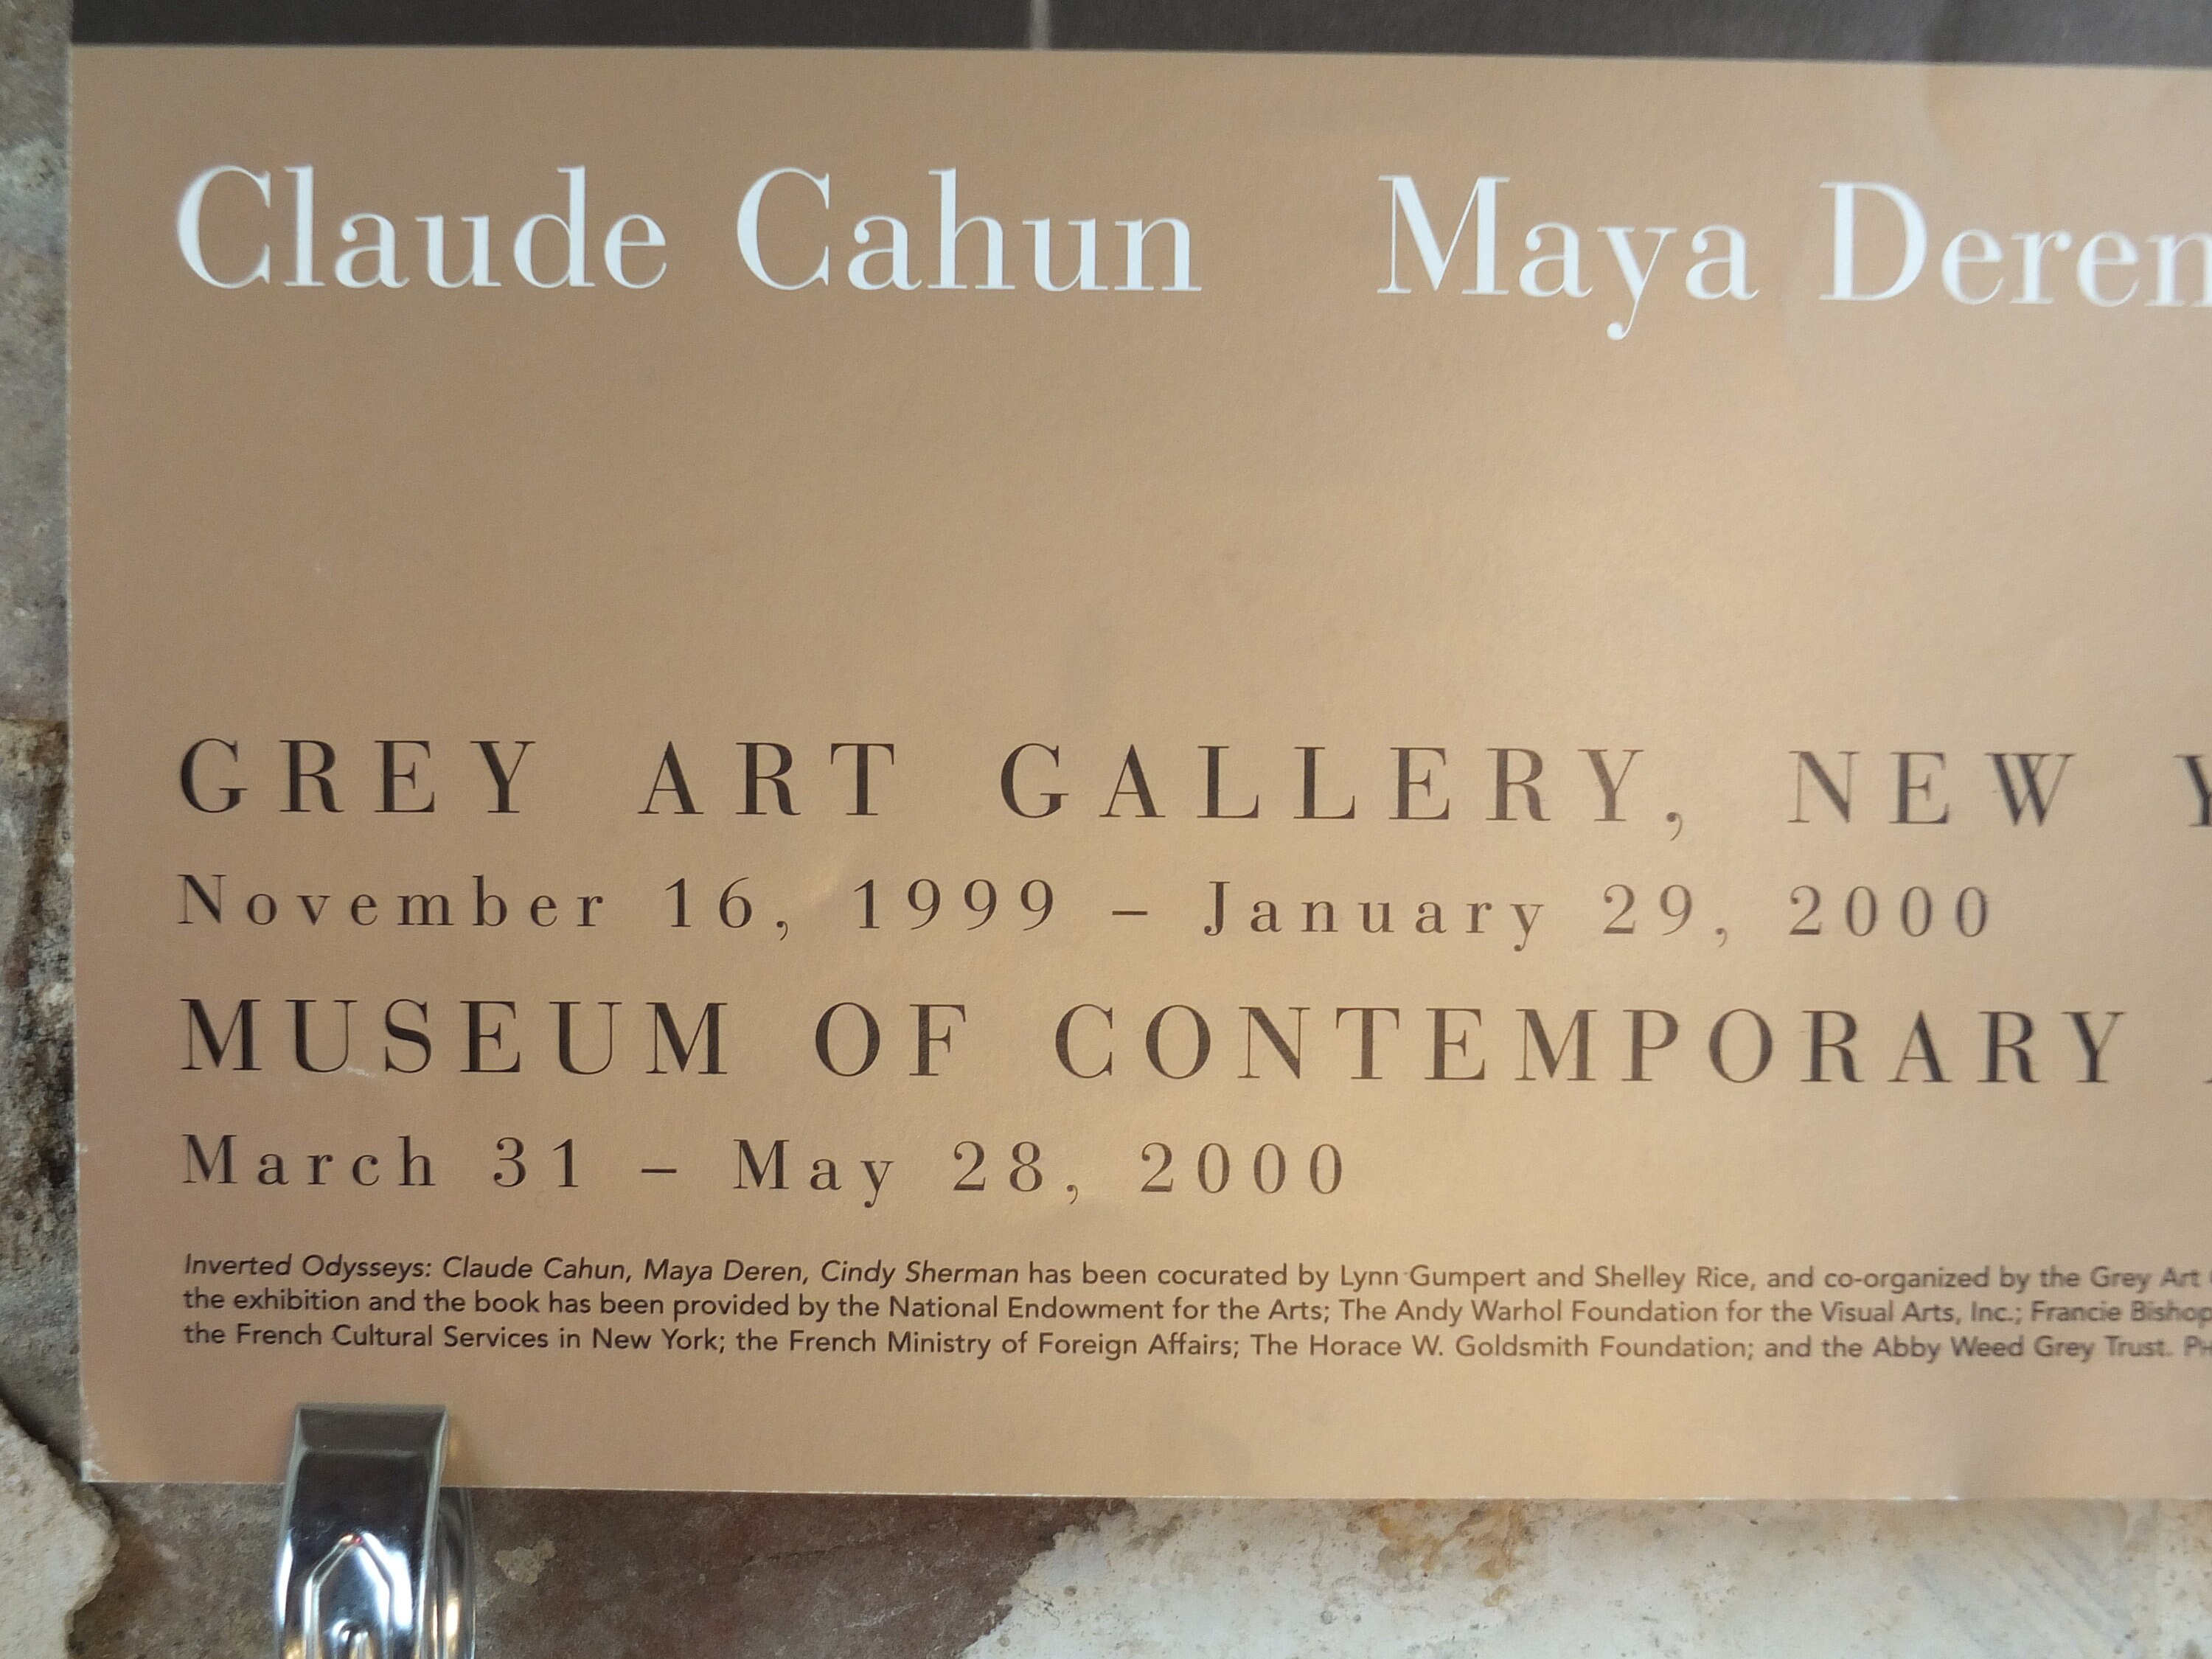 Claude Cahun Maya Deren
GREY ART GALLERY, NEW
November 16, 1999 – January 29, 2000
MUSEUM OF CONTEMPORARY
March 31 – May 28, 2000
Inverted Odysseys: Claude Cahun, Maya Deren, Cindy Sherman has been cocurated by Lynn Gumpert and Shelley Rice, and co-organized by the Grey Art
the exhibition and the book has been provided by the National Endowment for the Arts; The Andy Warhol Foundation for the Visual Arts, Inc.; Francie Bishop
the French Cultural Services in New York; the French Ministry of Foreign Affairs; The Horace W. Goldsmith Foundation; and the Abby Weed Grey Trust.